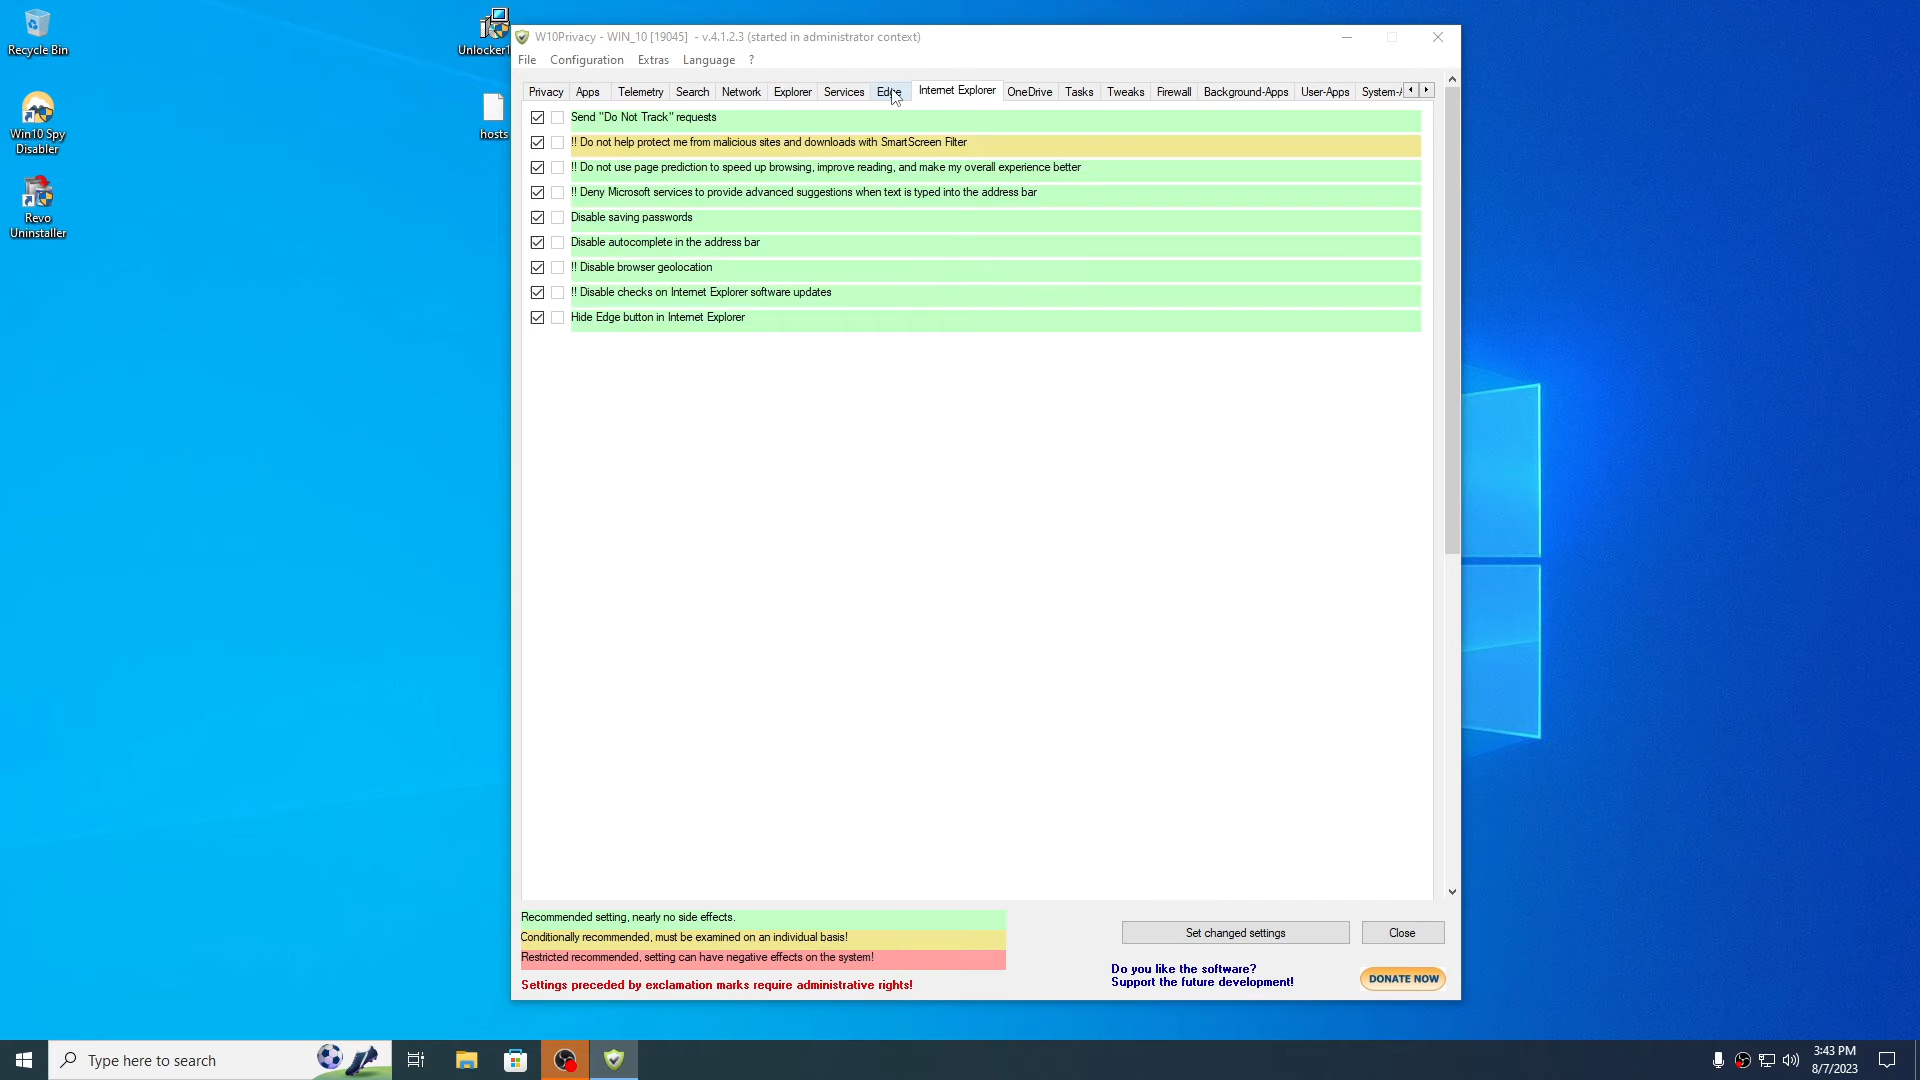 Recycle Bin
Win10 Spy
Disabler
Revo
Uninstaller
Unlocker1
hosts
W10Privacy - WIN_10 [19045]  - v.4.1.2.3 (started in administrator context)
File Configuration Extras Language ?
Privacy Apps Telemetry Search Network Explorer Services Edge Internet Explorer OneDrive Tasks Tweaks Firewall Background-Apps User-Apps System-A
Send "Do Not Track" requests
!! Do not help protect me from malicious sites and downloads with SmartScreen Filter
!! Do not use page prediction to speed up browsing, improve reading, and make my overall experience better
!! Deny Microsoft services to provide advanced suggestions when text is typed into the address bar
Disable saving passwords
Disable autocomplete in the address bar
!! Disable browser geolocation
!! Disable checks on Internet Explorer software updates
Hide Edge button in Internet Explorer
Recommended setting, nearly no side effects.
Conditionally recommended, must be examined on an individual basis!
Restricted recommended, setting can have negative effects on the system!
Settings preceded by exclamation marks require administrative rights!
Set changed settings
Close
Do you like the software?
Support the future development!
DONATE NOW
Type here to search
3:43 PM
8/7/2023